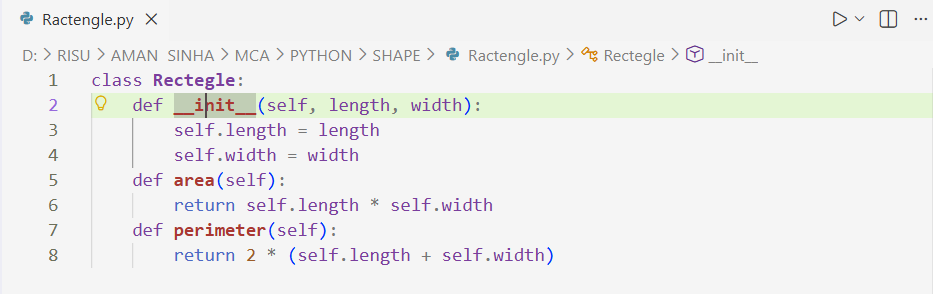 Ractengle.py ×
D: > RISU > AMAN SINHA > MCA > PYTHON > SHAPE > Ractengle.py > Rectegle > __init__
1 class Rectegle:
2     def __init__(self, length, width):
3         self.length = length
4         self.width = width
5     def area(self):
6         return self.length * self.width
7     def perimeter(self):
8         return 2 * (self.length + self.width)